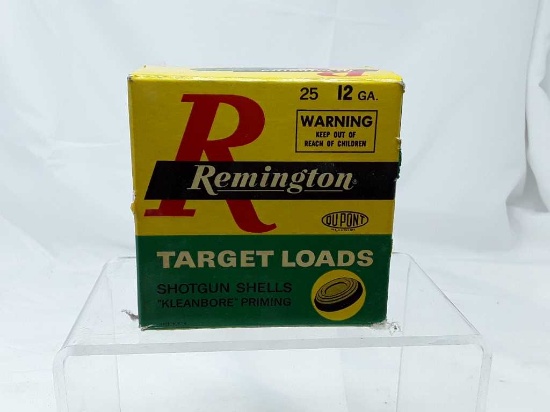 25 12 GA.
WARNING
KEEP OUT OF
REACH OF CHILDREN
R
Remington
DU PONT
TARGET LOADS
SHOTGUN SHELLS
"KLEANBORE" PRIMING